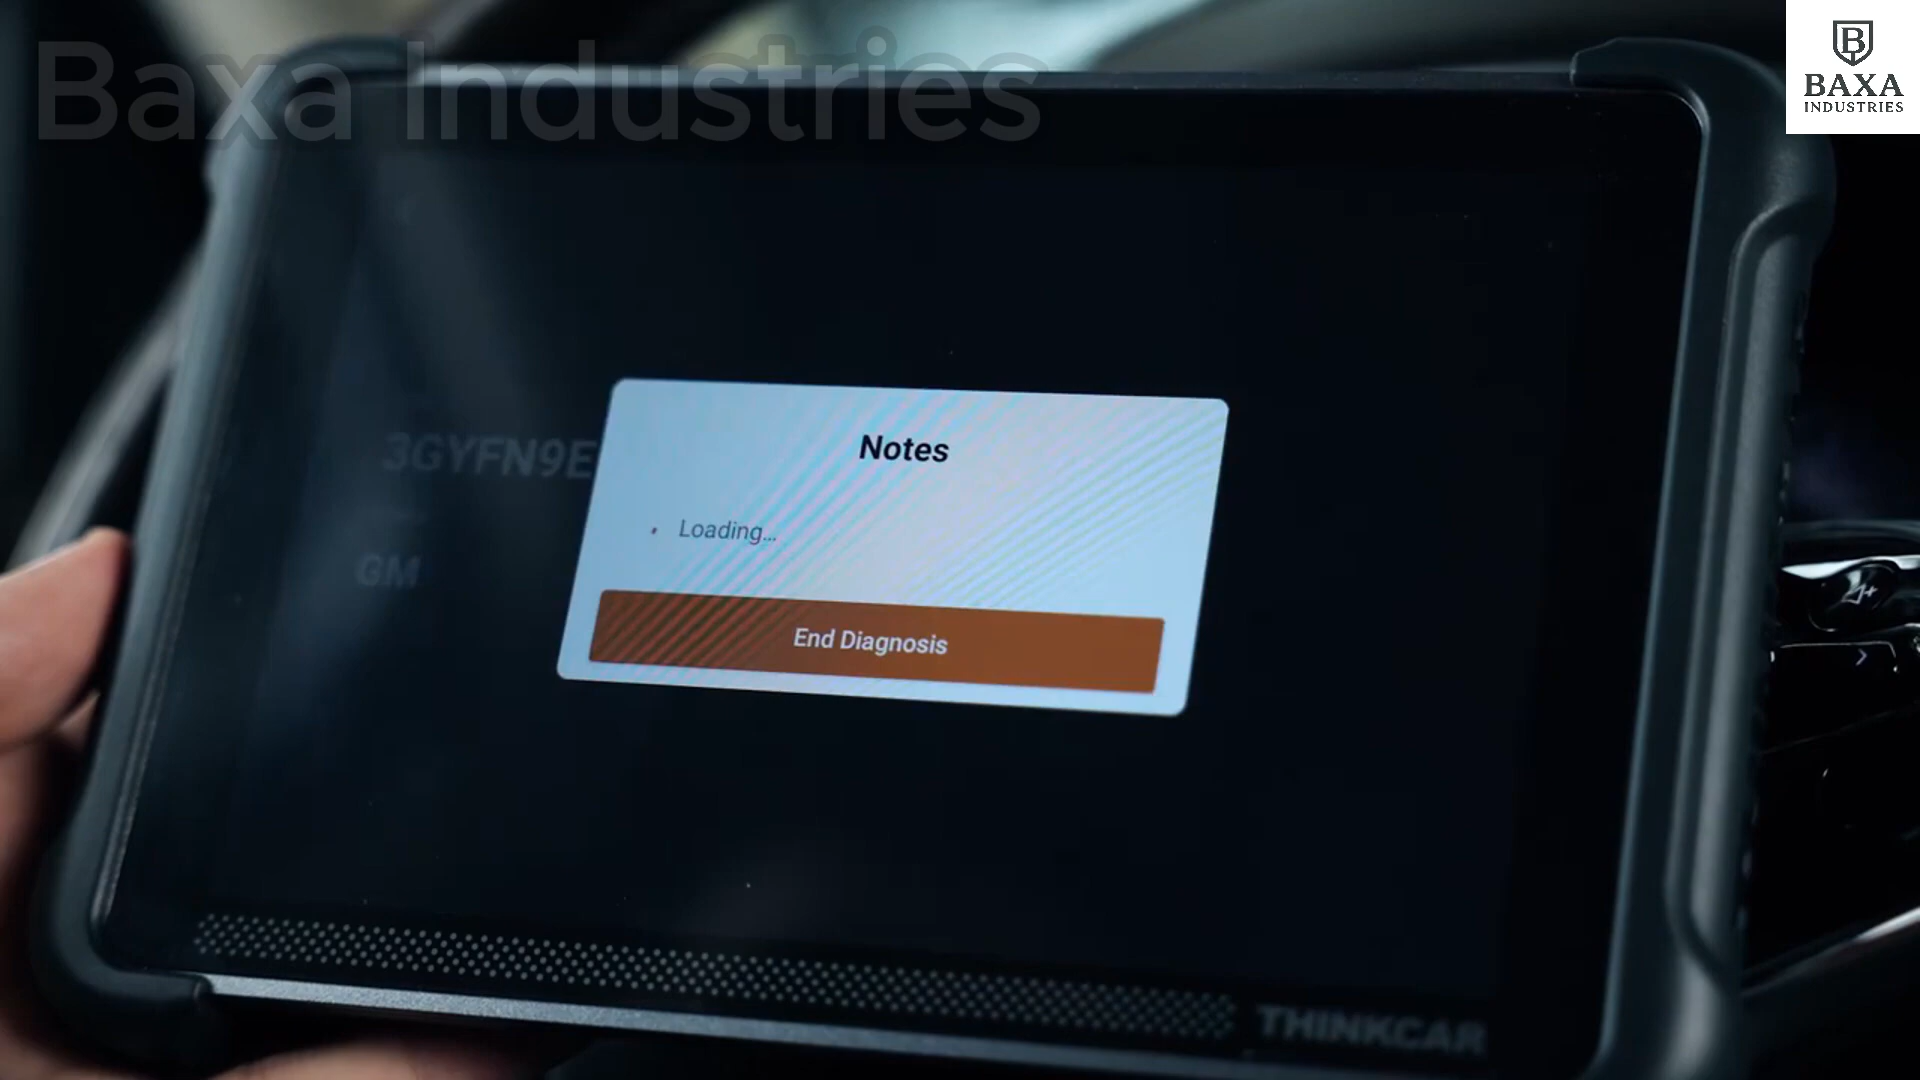 Baxa Industries
BAXA
INDUSTRIES
3GYFN9E
Notes
Loading...
GM
End Diagnosis
THINKCAR